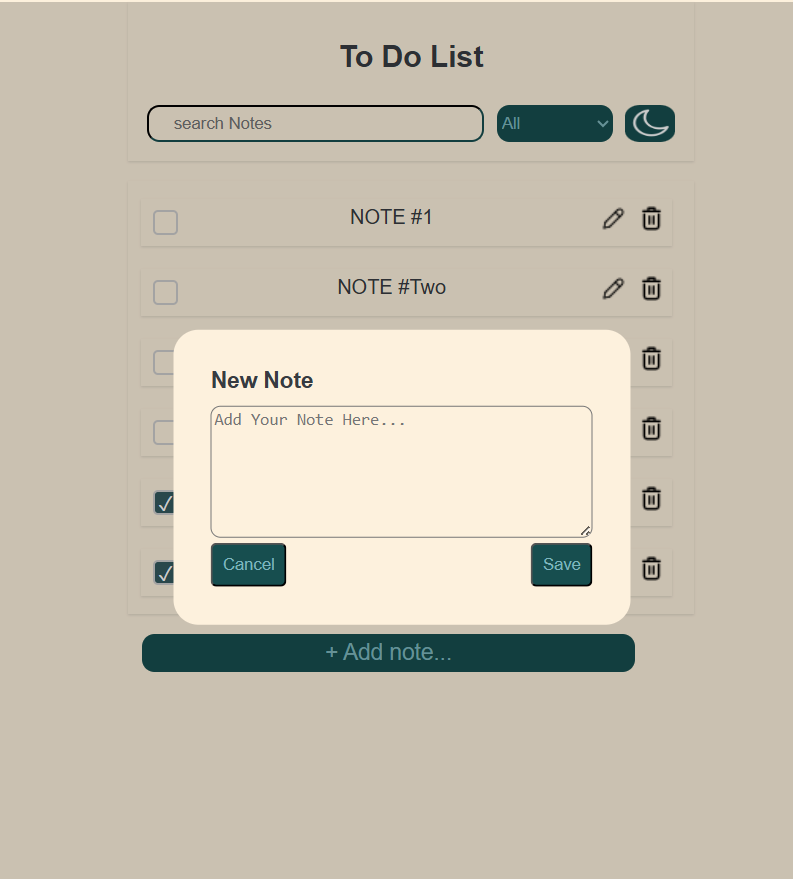 To Do List
search Notes
All
NOTE #1
NOTE #Two
New Note
Add Your Note Here...
Cancel
Save
+ Add note...